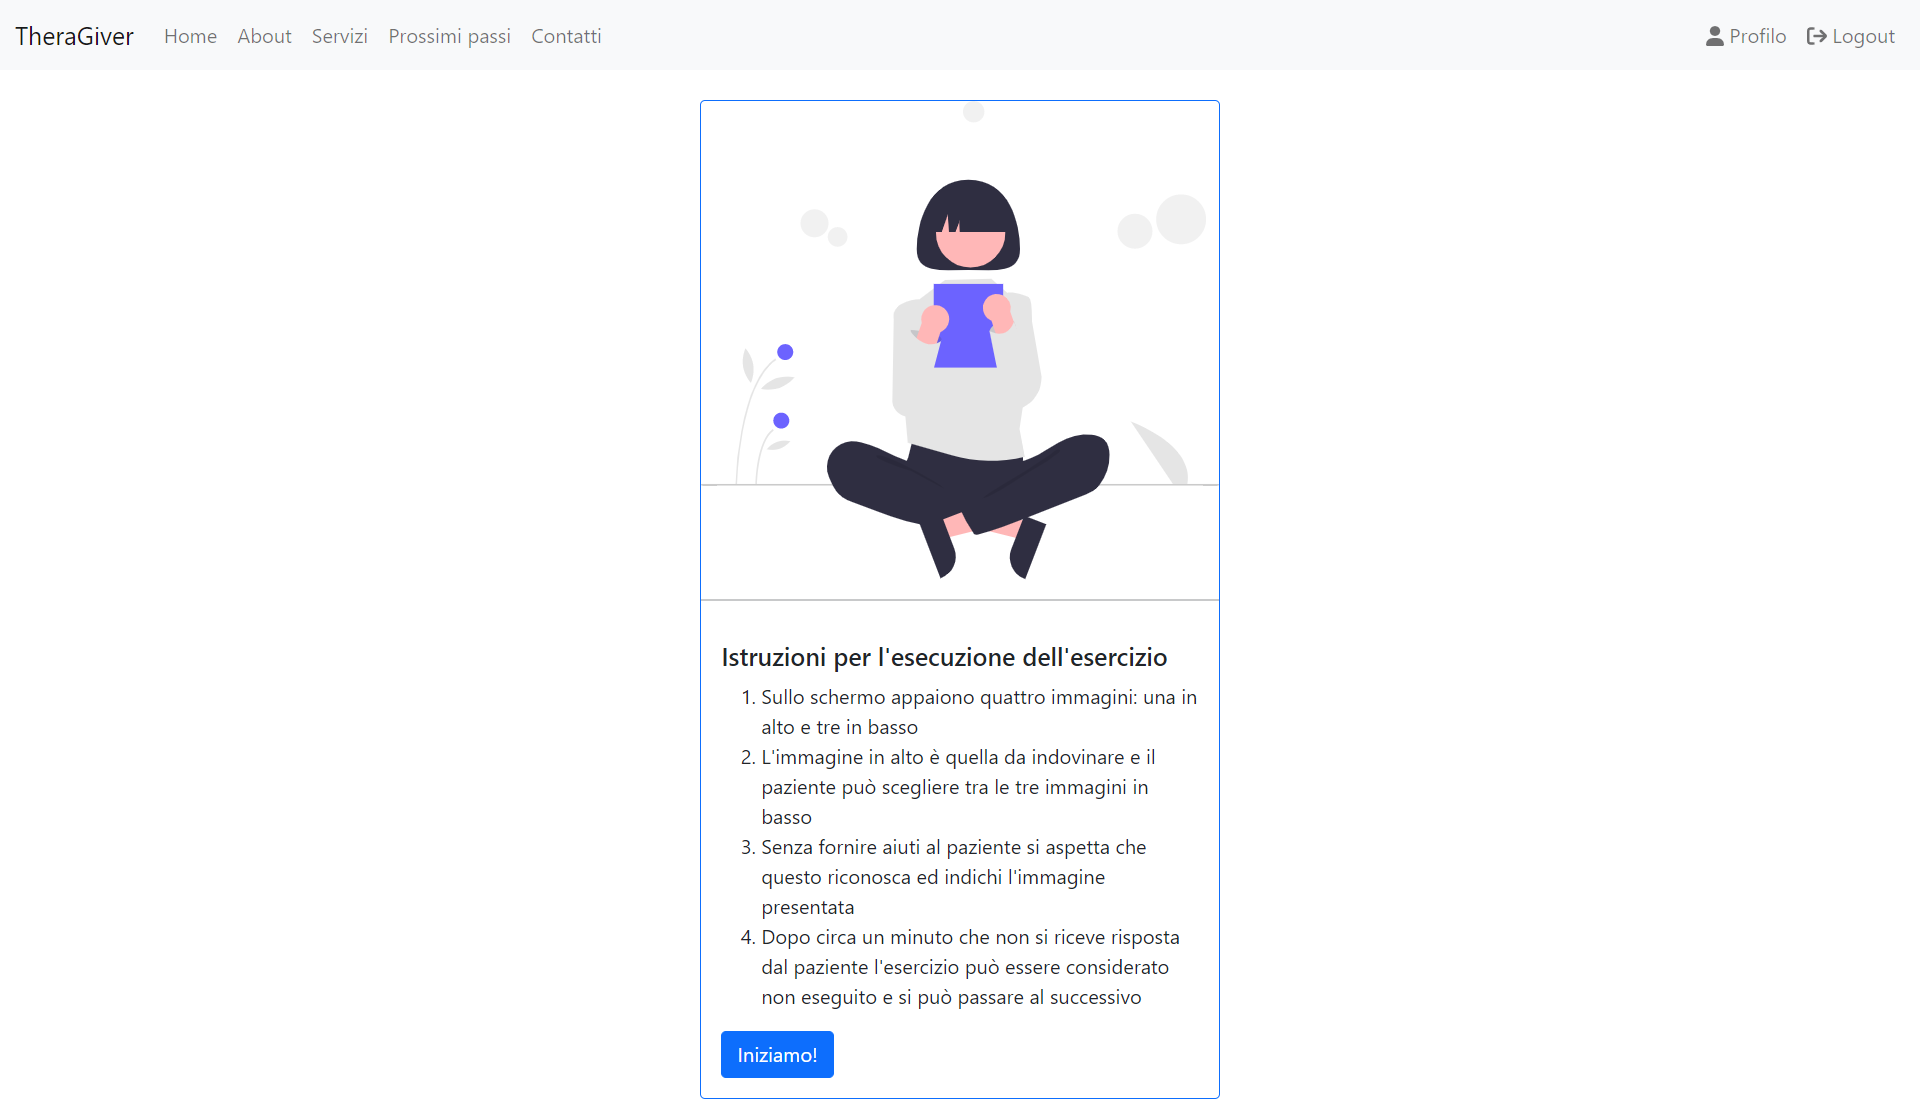 TheraGiver Home About Servizi Prossimi passi Contatti Profilo Logout
Istruzioni per l'esecuzione dell'esercizio
1. Sullo schermo appaiono quattro immagini: una in
alto e tre in basso
2. L'immagine in alto è quella da indovinare e il
paziente può scegliere tra le tre immagini in
basso
3. Senza fornire aiuti al paziente si aspetta che
questo riconosca ed indichi l'immagine
presentata
4. Dopo circa un minuto che non si riceve risposta
dal paziente l'esercizio può essere considerato
non eseguito e si può passare al successivo
Iniziamo!